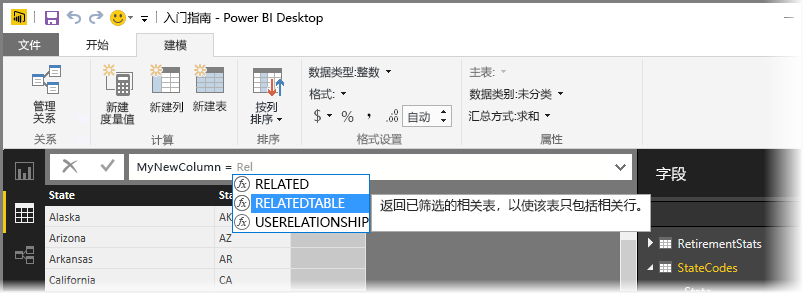 入门指南 - Power BI Desktop
文件 开始 建模
管理关系 新建度量值 新建列 新建表 按列排序 数据类型:整数 格式: $ % , .00 自动 主表: 数据类别:未分类 汇总方式:求和
关系 计算 排序 格式设置 属性
MyNewColumn = Rel
字段
RELATED
RELATEDTABLE 返回已筛选的相关表，以使该表只包括相关行。
USERELATIONSHIP
State Sta
Alaska AK
Arizona AZ
Arkansas AR
California CA
RetirementStats
StateCodes
State